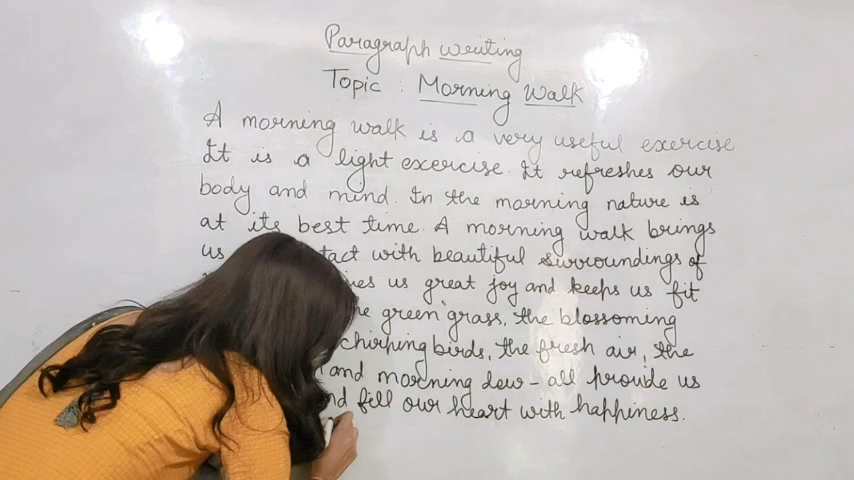 Paragraph writing
Topic : Morning Walk
A morning walk is a very useful exercise.
It is a light exercise. It refreshes our
body and mind. In the morning nature is
at its best time. A morning walk brings
us with beautiful surroundings of
us great joy and keeps us fit
green grass, the blossoming
chirping birds, the fresh air, the
and morning dew - all provide us
fill our heart with happiness.